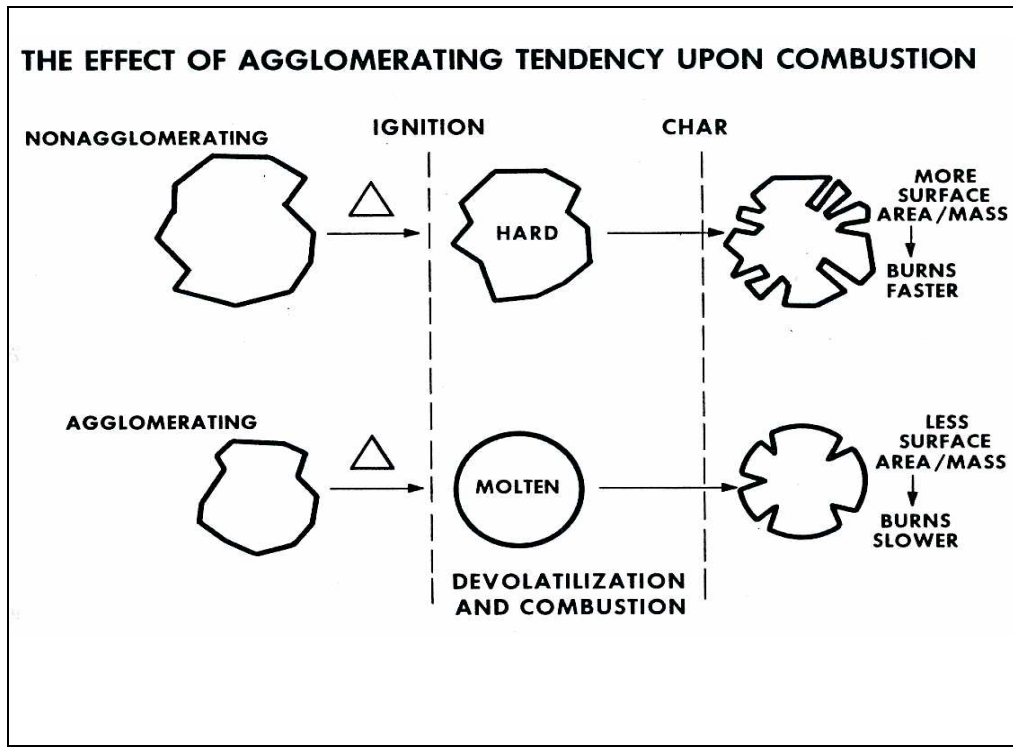 THE EFFECT OF AGGLOMERATING TENDENCY UPON COMBUSTION
NONAGGLOMERATING
IGNITION
CHAR
HARD
MORE
SURFACE
AREA/MASS
BURNS
FASTER
AGGLOMERATING
MOLTEN
LESS
SURFACE
AREA/MASS
BURNS
SLOWER
DEVOLATILIZATION
AND COMBUSTION